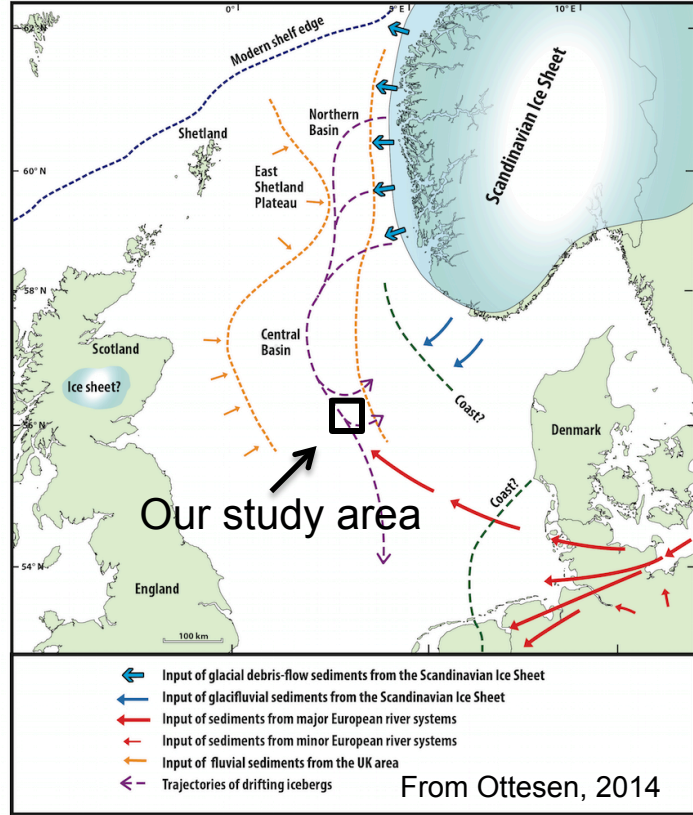 0°
5°E
10°E
Modern shelf edge
Shetland
Northern
Basin
Scandinavian Ice Sheet
60°N
East
Shetland
Plateau
58°N
Scotland
Central
Basin
Ice sheet?
Coast?
56°N
Denmark
Our study area
Coast?
54°N
England
100 km
Input of glacial debris-flow sediments from the Scandinavian Ice Sheet
Input of glacifluvial sediments from the Scandinavian Ice Sheet
Input of sediments from major European river systems
Input of sediments from minor European river systems
Input of fluvial sediments from the UK area
Trajectories of drifting icebergs
From Ottesen, 2014